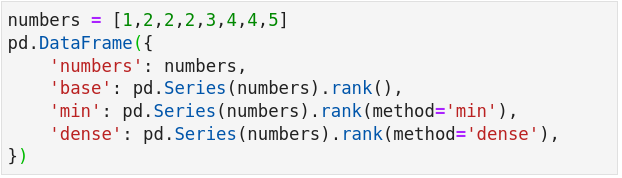 numbers = [1,2,2,2,3,4,4,5]
pd.DataFrame({
    'numbers': numbers,
    'base': pd.Series(numbers).rank(),
    'min': pd.Series(numbers).rank(method='min'),
    'dense': pd.Series(numbers).rank(method='dense'),
})